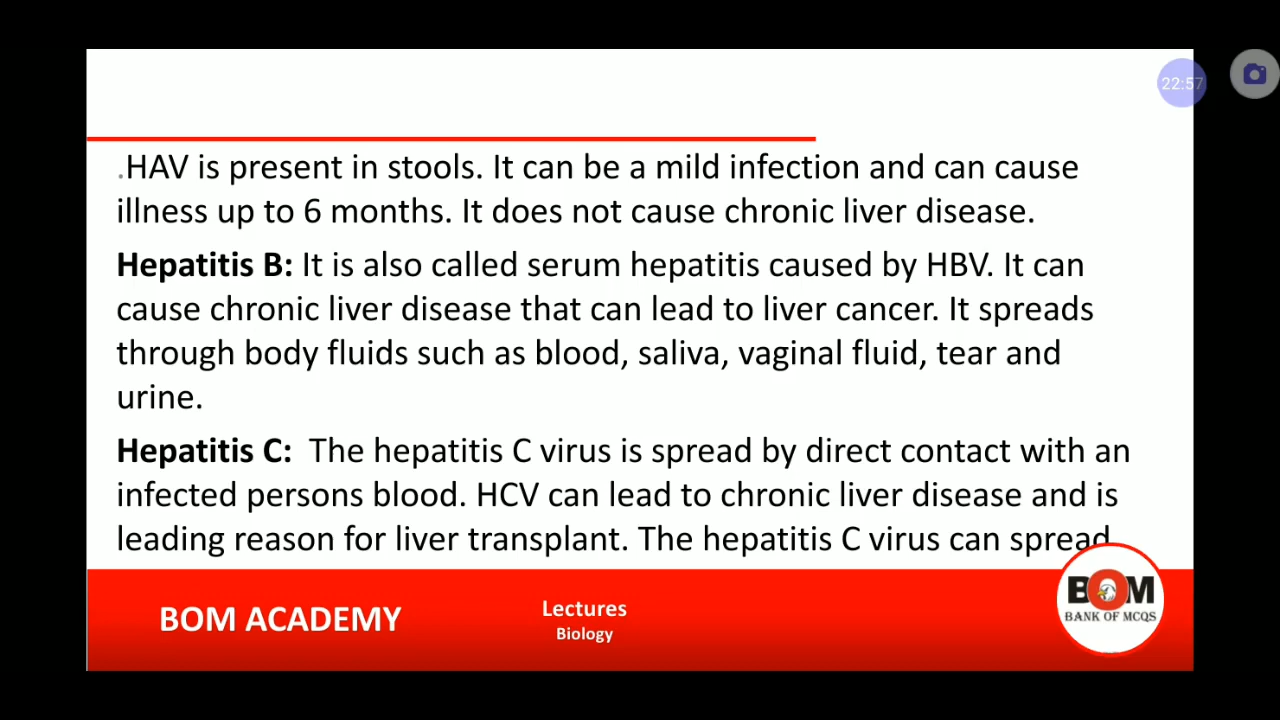 22:57
.HAV is present in stools. It can be a mild infection and can cause
illness up to 6 months. It does not cause chronic liver disease.
Hepatitis B: It is also called serum hepatitis caused by HBV. It can
cause chronic liver disease that can lead to liver cancer. It spreads
through body fluids such as blood, saliva, vaginal fluid, tear and
urine.
Hepatitis C: The hepatitis C virus is spread by direct contact with an
infected persons blood. HCV can lead to chronic liver disease and is
leading reason for liver transplant. The hepatitis C virus can spread
BOM ACADEMY
Lectures
Biology
BOM
BANK OF MCQS